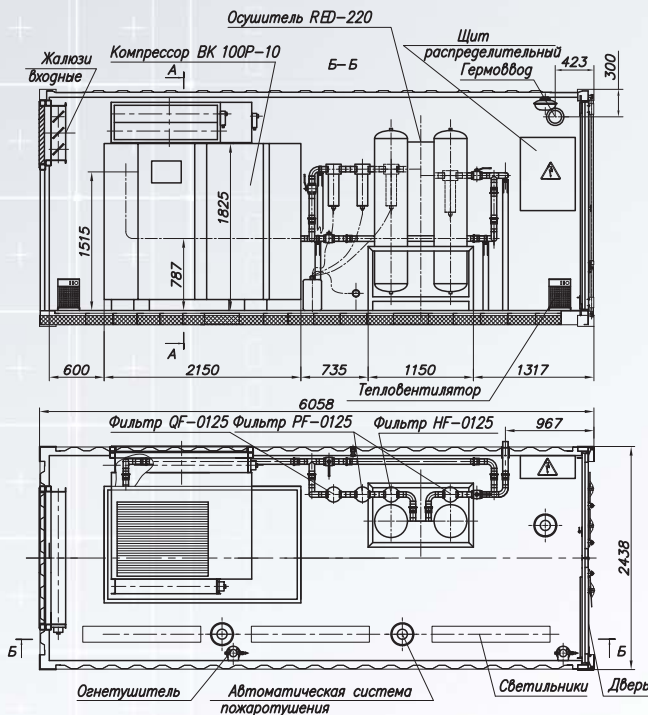 Осушитель RED-220
Щит
распределительный
Гермоввод
423
300
Жалюзи
входные
Компрессор ВК 100Р-10
А
Б-Б
1515
787
1825
А
600
2150
735
1150
1317
Тепловентилятор
6058
Фильтр QF-0125
Фильтр PF-0125
Фильтр HF-0125
967
2438
Б
Б
Огнетушитель
Автоматическая система
пожаротушения
Светильники
Дверь